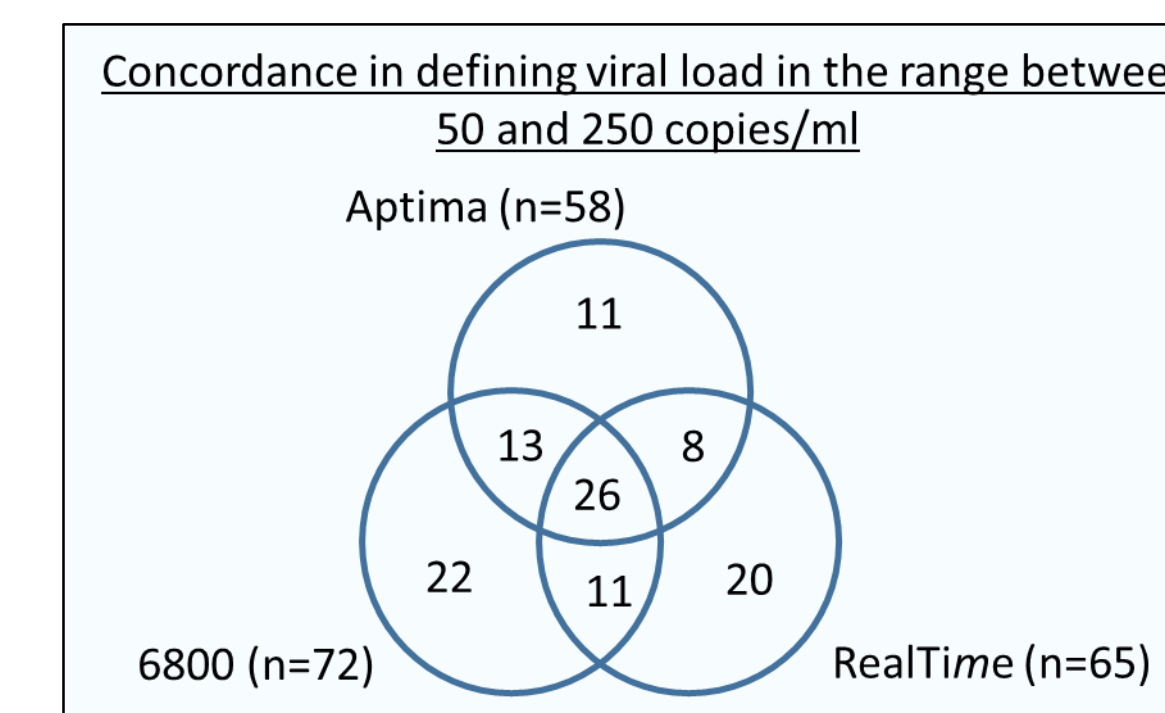 Concordance in defining viral load in the range betwee
50 and 250 copies/ml
Aptima (n=58)
11
13
8
26
22
11
20
6800 (n=72)
RealTime (n=65)